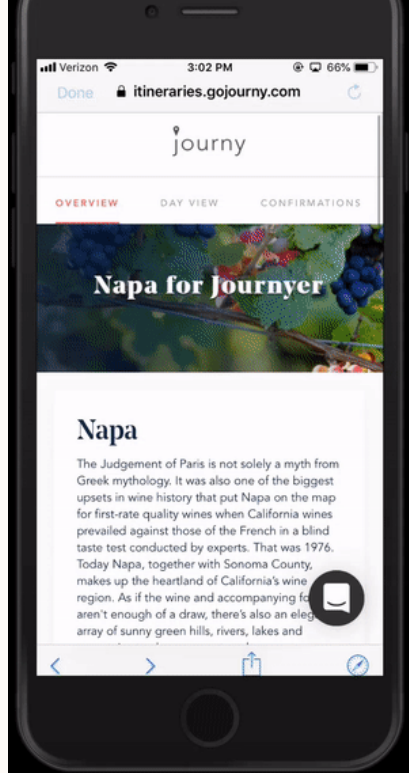 Verizon 3:02 PM 66%
Done itineraries.gojourny.com
journy
OVERVIEW DAY VIEW CONFIRMATIONS
Napa for Journyer
Napa
The Judgement of Paris is not solely a myth from
Greek mythology. It was also one of the biggest
upsets in wine history that put Napa on the map
for first-rate quality wines when California wines
prevailed against those of the French in a blind
taste test conducted by experts. That was 1976.
Today Napa, together with Sonoma County,
makes up the heartland of California's wine
region. As if the wine and accompanying
aren't enough of a draw, there's also an
array of sunny green hills, rivers, lakes and